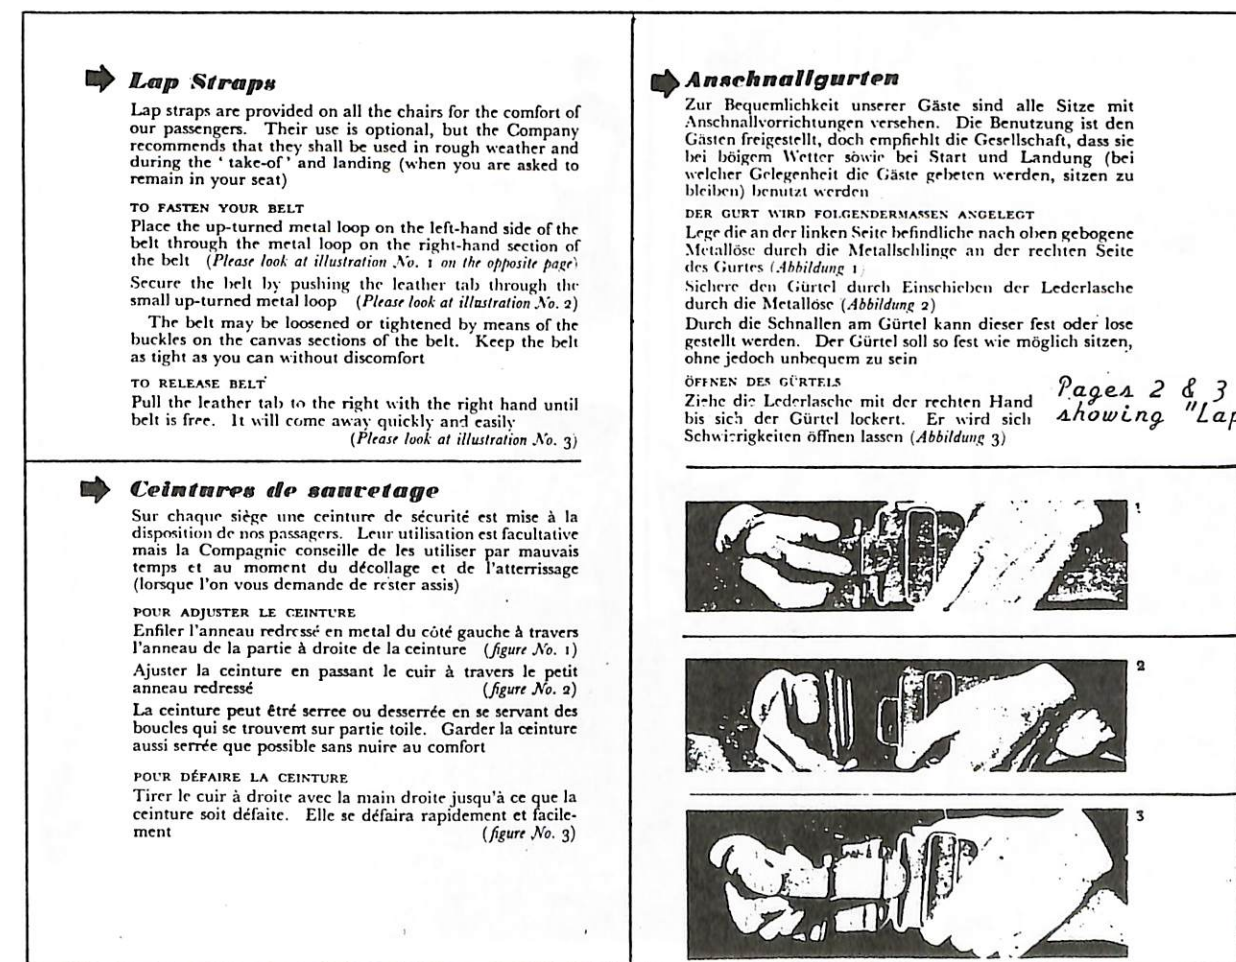 Lap Straps
Lap straps are provided on all the chairs for the comfort of
our passengers. Their use is optional, but the Company
recommends that they shall be used in rough weather and
during the ' take-of' and landing (when you are asked to
remain in your seat)
TO FASTEN YOUR BELT
Place the up-turned metal loop on the left-hand side of the
belt through the metal loop on the right-hand section of
the belt (Please look at illustration No. 1 on the opposite page)
Secure the belt by pushing the leather tab through the
small up-turned metal loop (Please look at illustration No. 2)
The belt may be loosened or tightened by means of the
buckles on the canvas sections of the belt. Keep the belt
as tight as you can without discomfort
TO RELEASE BELT
Pull the leather tab to the right with the right hand until
belt is free. It will come away quickly and easily
(Please look at illustration No. 3)
Ceintures de sauvetage
Sur chaque siège une ceinture de sécurité est mise à la
disposition de nos passagers. Leur utilisation est facultative
mais la Compagnie conseille de les utiliser par mauvais
temps et au moment du décollage et de l'atterrissage
(lorsque l'on vous demande de rester assis)
POUR ADJUSTER LE CEINTURE
Enfiler l'anneau redressé en metal du côté gauche à travers
l'anneau de la partie à droite de la ceinture (figure No. 1)
Ajuster la ceinture en passant le cuir à travers le petit
anneau redressé (figure No. 2)
La ceinture peut êtré serree ou desserrée en se servant des
boucles qui se trouvent sur partie toile. Garder la ceinture
aussi serrée que possible sans nuire au comfort
POUR DÉFAIRE LA CEINTURE
Tirer le cuir à droite avec la main droite jusqu'à ce que la
ceinture soit défaite. Elle se défaira rapidement et facile-
ment (figure No. 3)
Anschnallgurten
Zur Bequemlichkeit unserer Gäste sind alle Sitze mit
Anschnallvorrichtungen versehen. Die Benutzung ist den
Gästen freigestellt, doch empfiehlt die Gesellschaft, dass sie
bei böigem Wetter sowie bei Start und Landung (bei
welcher Gelegenheit die Gäste gebeten werden, sitzen zu
bleiben) benutzt werden
DER GURT WIRD FOLGENDERMASSEN ANGELEGT
Lege die an der linken Seite befindliche nach oben gebogene
Metallöse durch die Metallschlinge an der rechten Seite
des Gurtes (Abbildung 1)
Sichere den Gürtel durch Einschieben der Lederlasche
durch die Metallöse (Abbildung 2)
Durch die Schnallen am Gürtel kann dieser fest oder lose
gestellt werden. Der Gürtel soll so fest wie möglich sitzen,
ohne jedoch unbequem zu sein
ÖFFNEN DES GÜRTELS
Ziehe die Lederlasche mit der rechten Hand
bis sich der Gürtel lockert. Er wird sich
Schwierigkeiten öffnen lassen (Abbildung 3)
Pages 2 & 3
showing "Lap
1
2
3